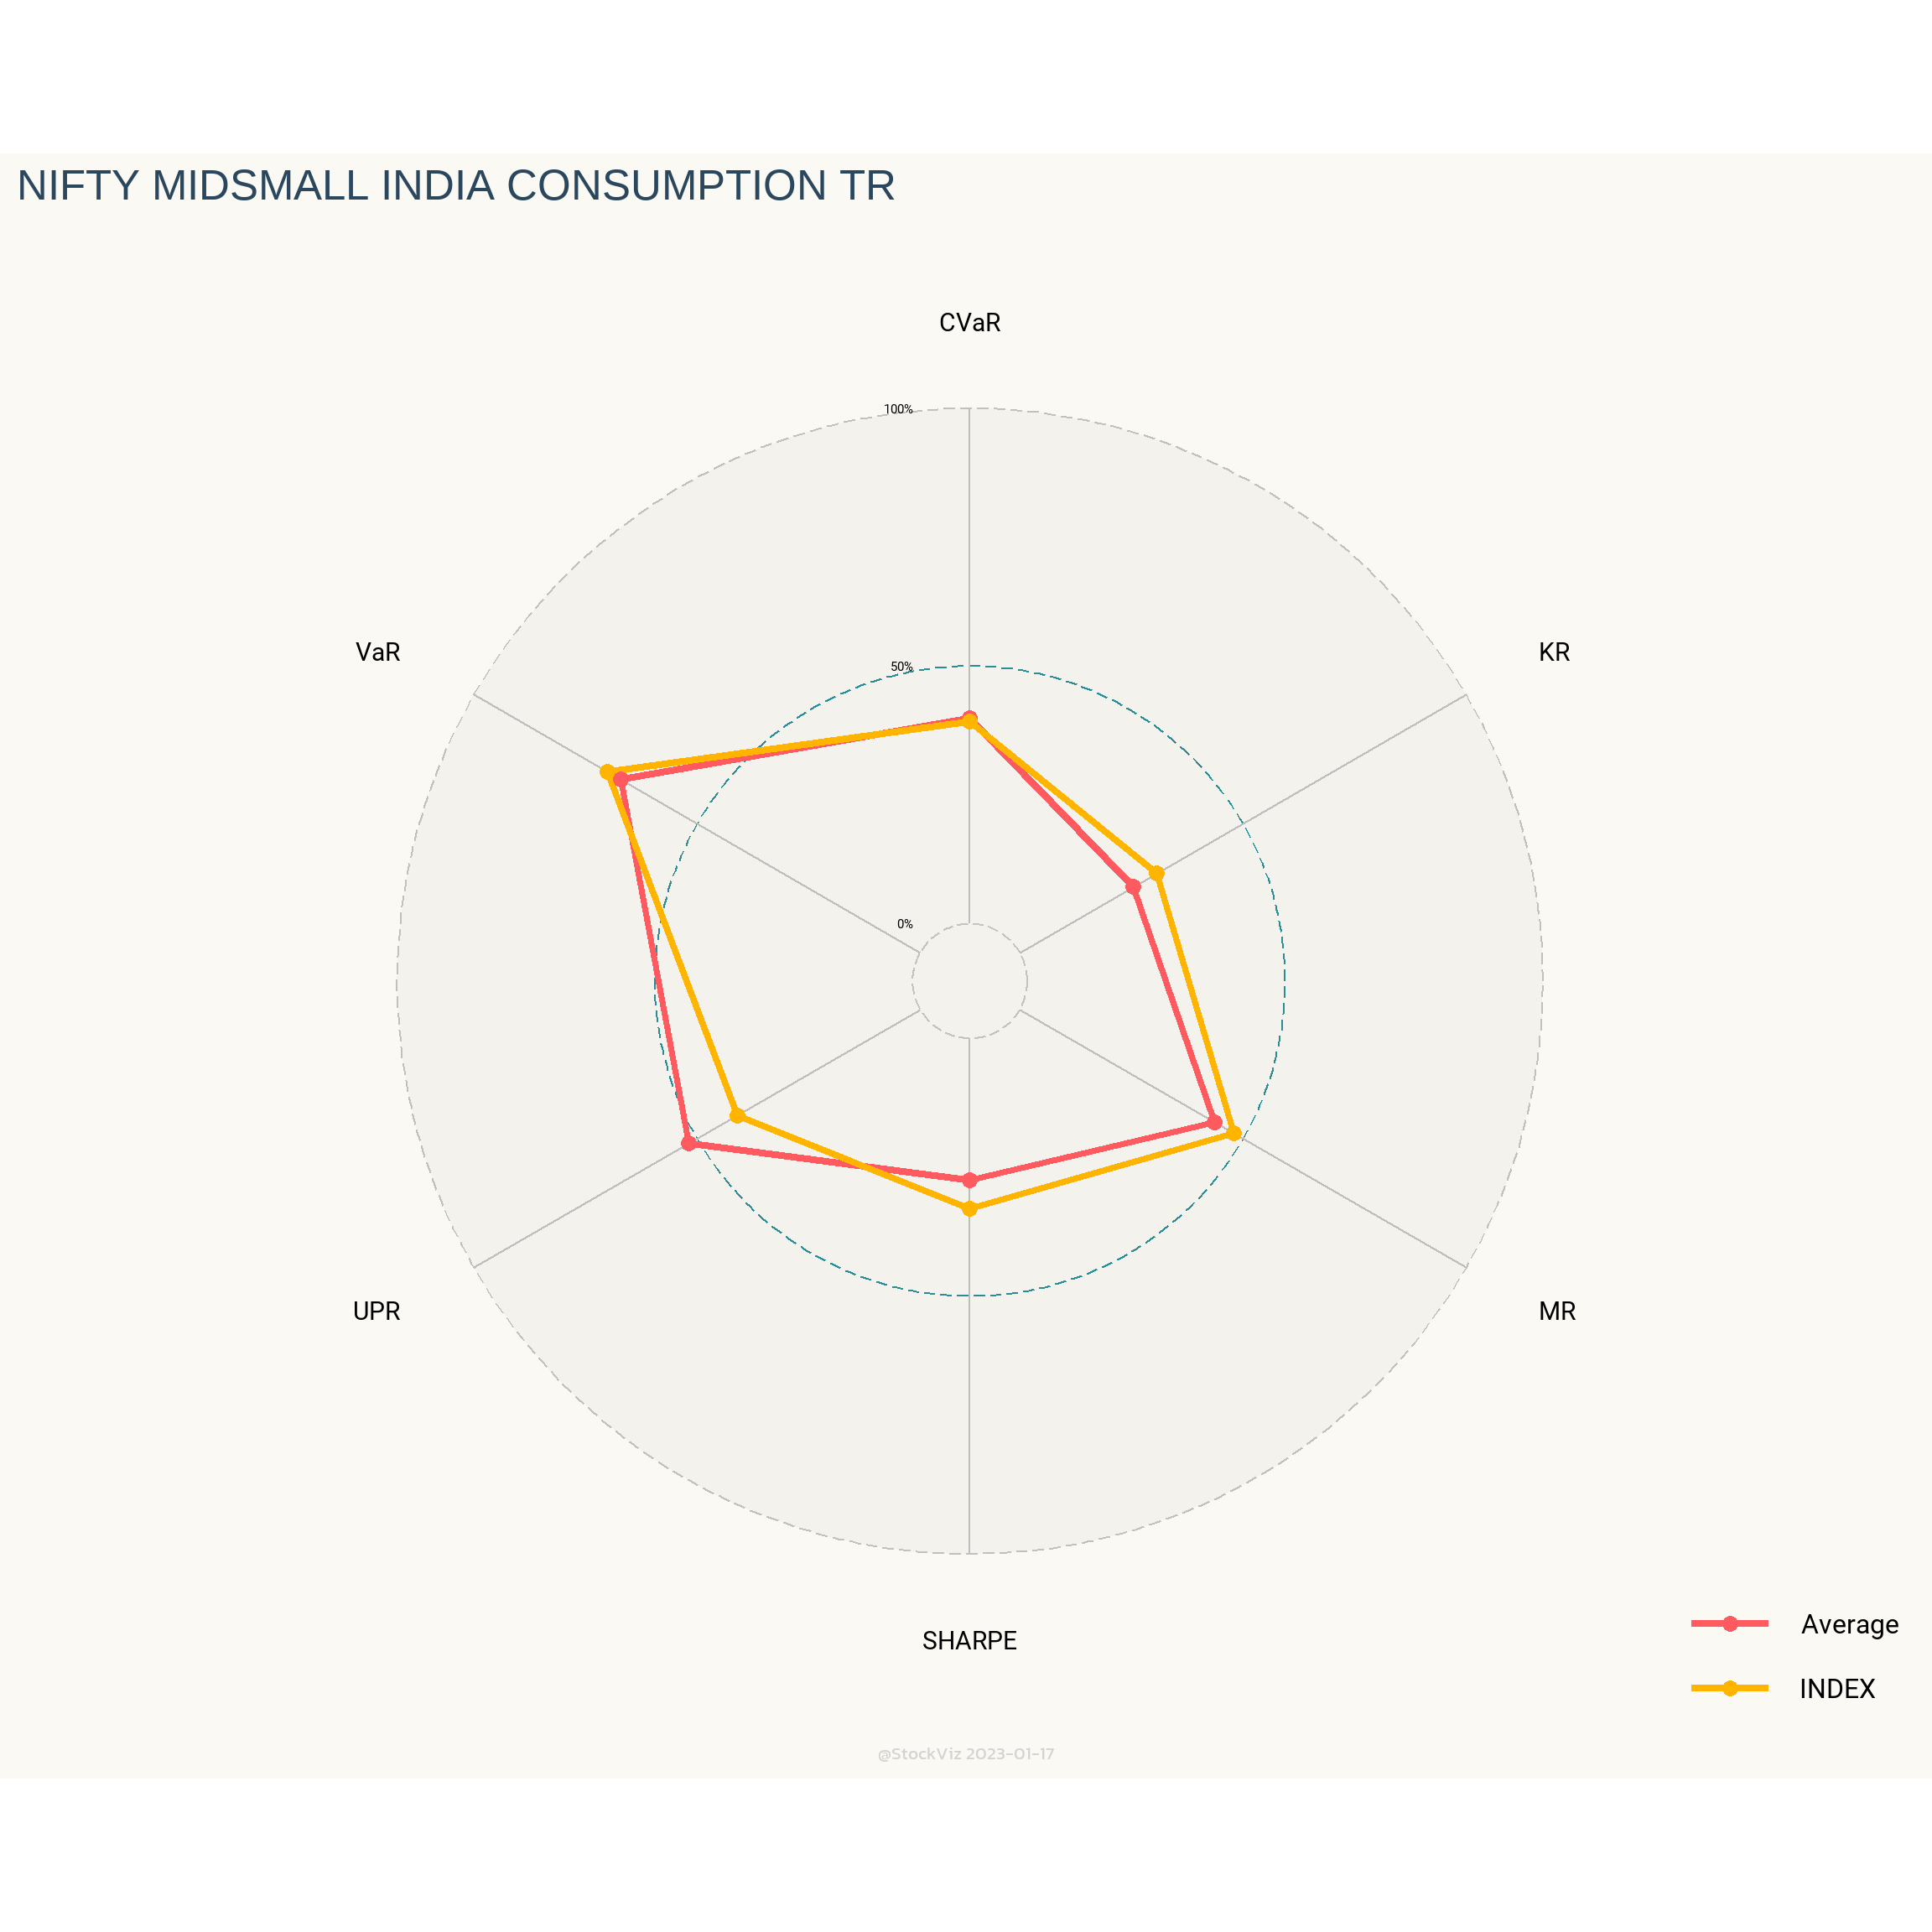 NIFTY MIDSMALL INDIA CONSUMPTION TR
CVaR
100%
VaR
KR
50%
0%
UPR
MR
SHARPE
Average
INDEX
@StockViz 2023-01-17